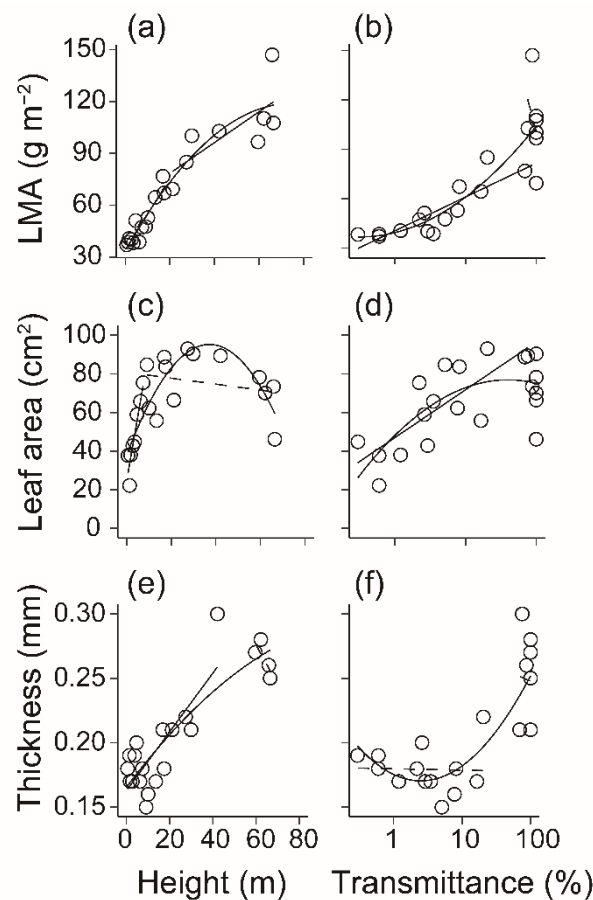 (a) (b)
150
120
90
60
30
LMA (g m−2)
(c) (d)
100
80
60
40
20
0
Leaf area (cm2)
(e) (f)
0.30
0.25
0.20
0.15
Thickness (mm)
0 20 40 60 80
1 10 100
Height (m) Transmittance (%)